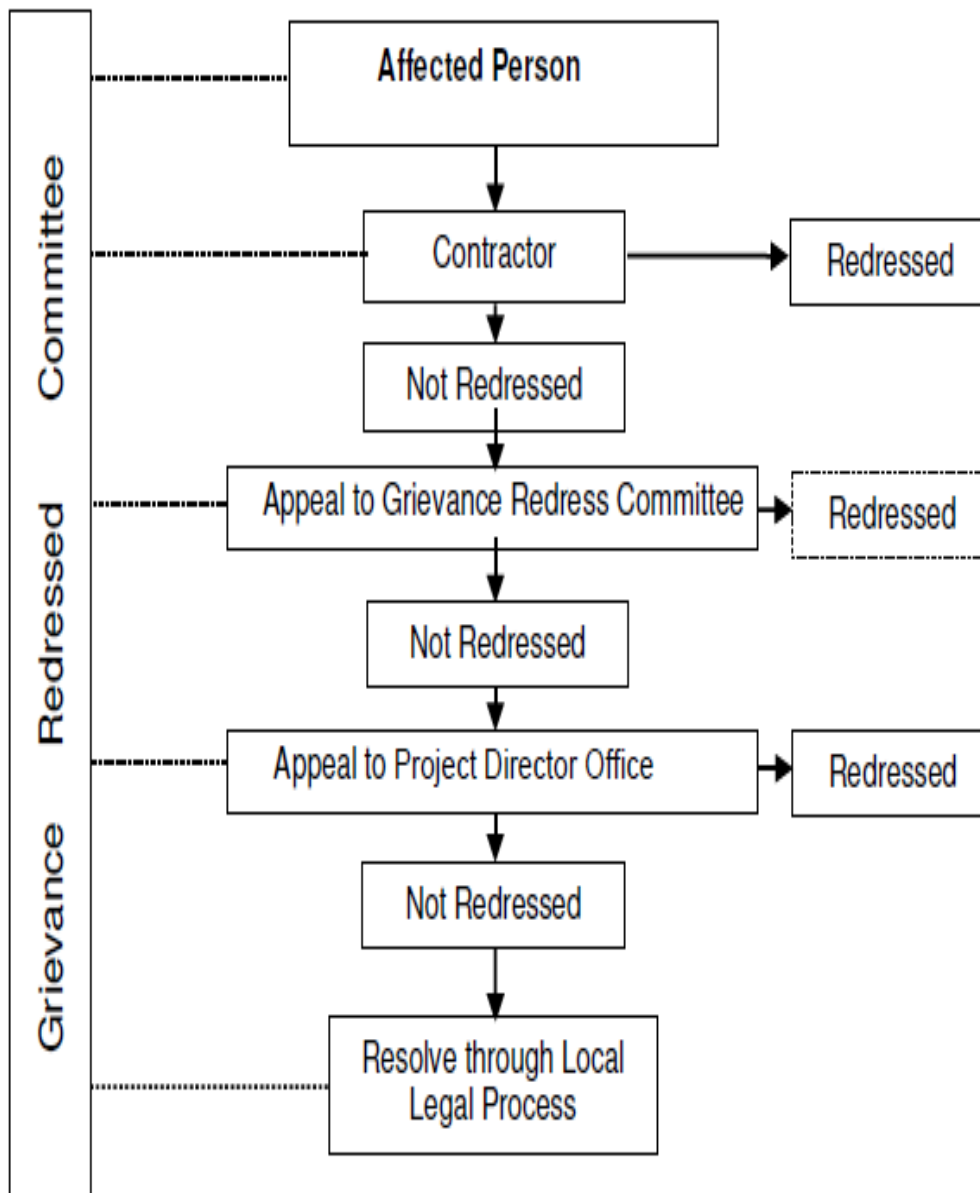 Grievance Redressed Committee
Affected Person
Contractor
Redressed
Not Redressed
Appeal to Grievance Redress Committee
Redressed
Not Redressed
Appeal to Project Director Office
Redressed
Not Redressed
Resolve through Local
Legal Process